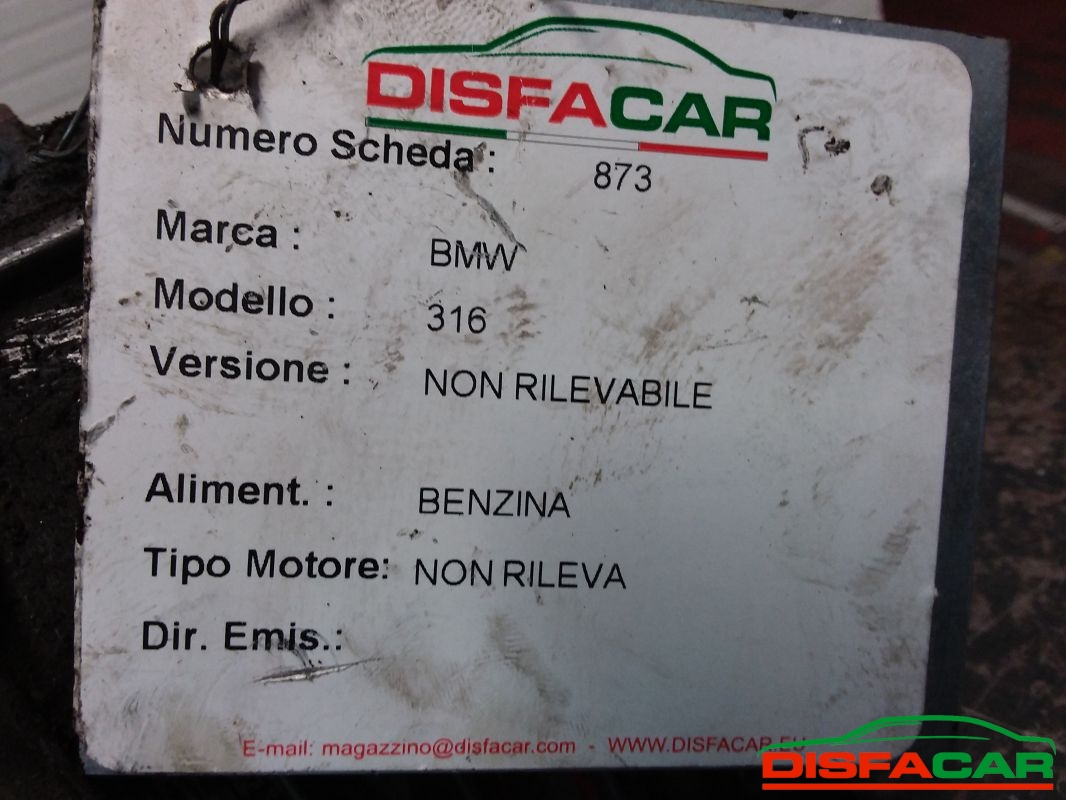 DISFACAR
Numero Scheda : 873
Marca : BMW
Modello : 316
Versione : NON RILEVABILE
Aliment. : BENZINA
Tipo Motore: NON RILEVA
Dir. Emis.:
E-mail: magazzino@disfacar.com - WWW.DISFACAR.EU
DISFACAR